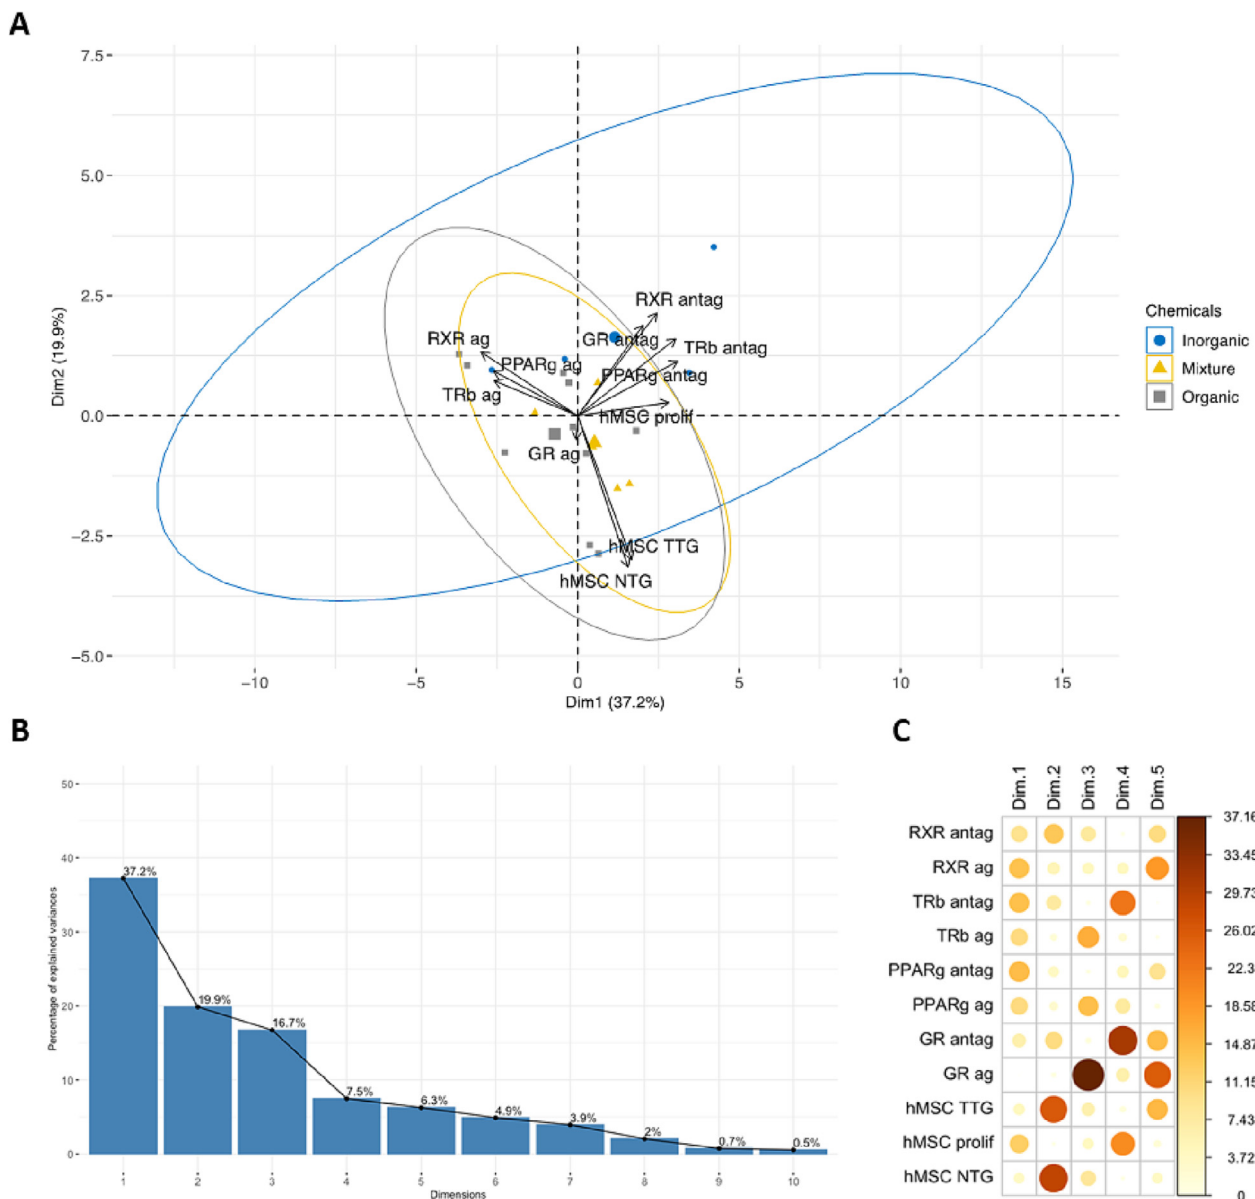 A
7.5
5.0
2.5
0.0
−2.5
−5.0
Dim2 (19.9%)
RXR antag
GR antag
TRb antag
RXR ag
PPARg ag
PPARg antag
TRb ag
hMSC prolif
GR ag
hMSC TTG
hMSC NTG
−10
−5
0
5
10
15
Dim1 (37.2%)
Chemicals
Inorganic
Mixture
Organic
B
Percentage of explained variances
50
40
30
20
10
0
37.2%
19.9%
16.7%
7.5%
6.3%
4.9%
3.9%
2%
0.7%
0.5%
1
2
3
4
5
6
7
8
9
10
Dimensions
C
Dim.1
Dim.2
Dim.3
Dim.4
Dim.5
RXR antag
RXR ag
TRb antag
TRb ag
PPARg antag
PPARg ag
GR antag
GR ag
hMSC TTG
hMSC prolif
hMSC NTG
37.16
33.45
29.73
26.02
22.3
18.58
14.87
11.15
7.43
3.72
0